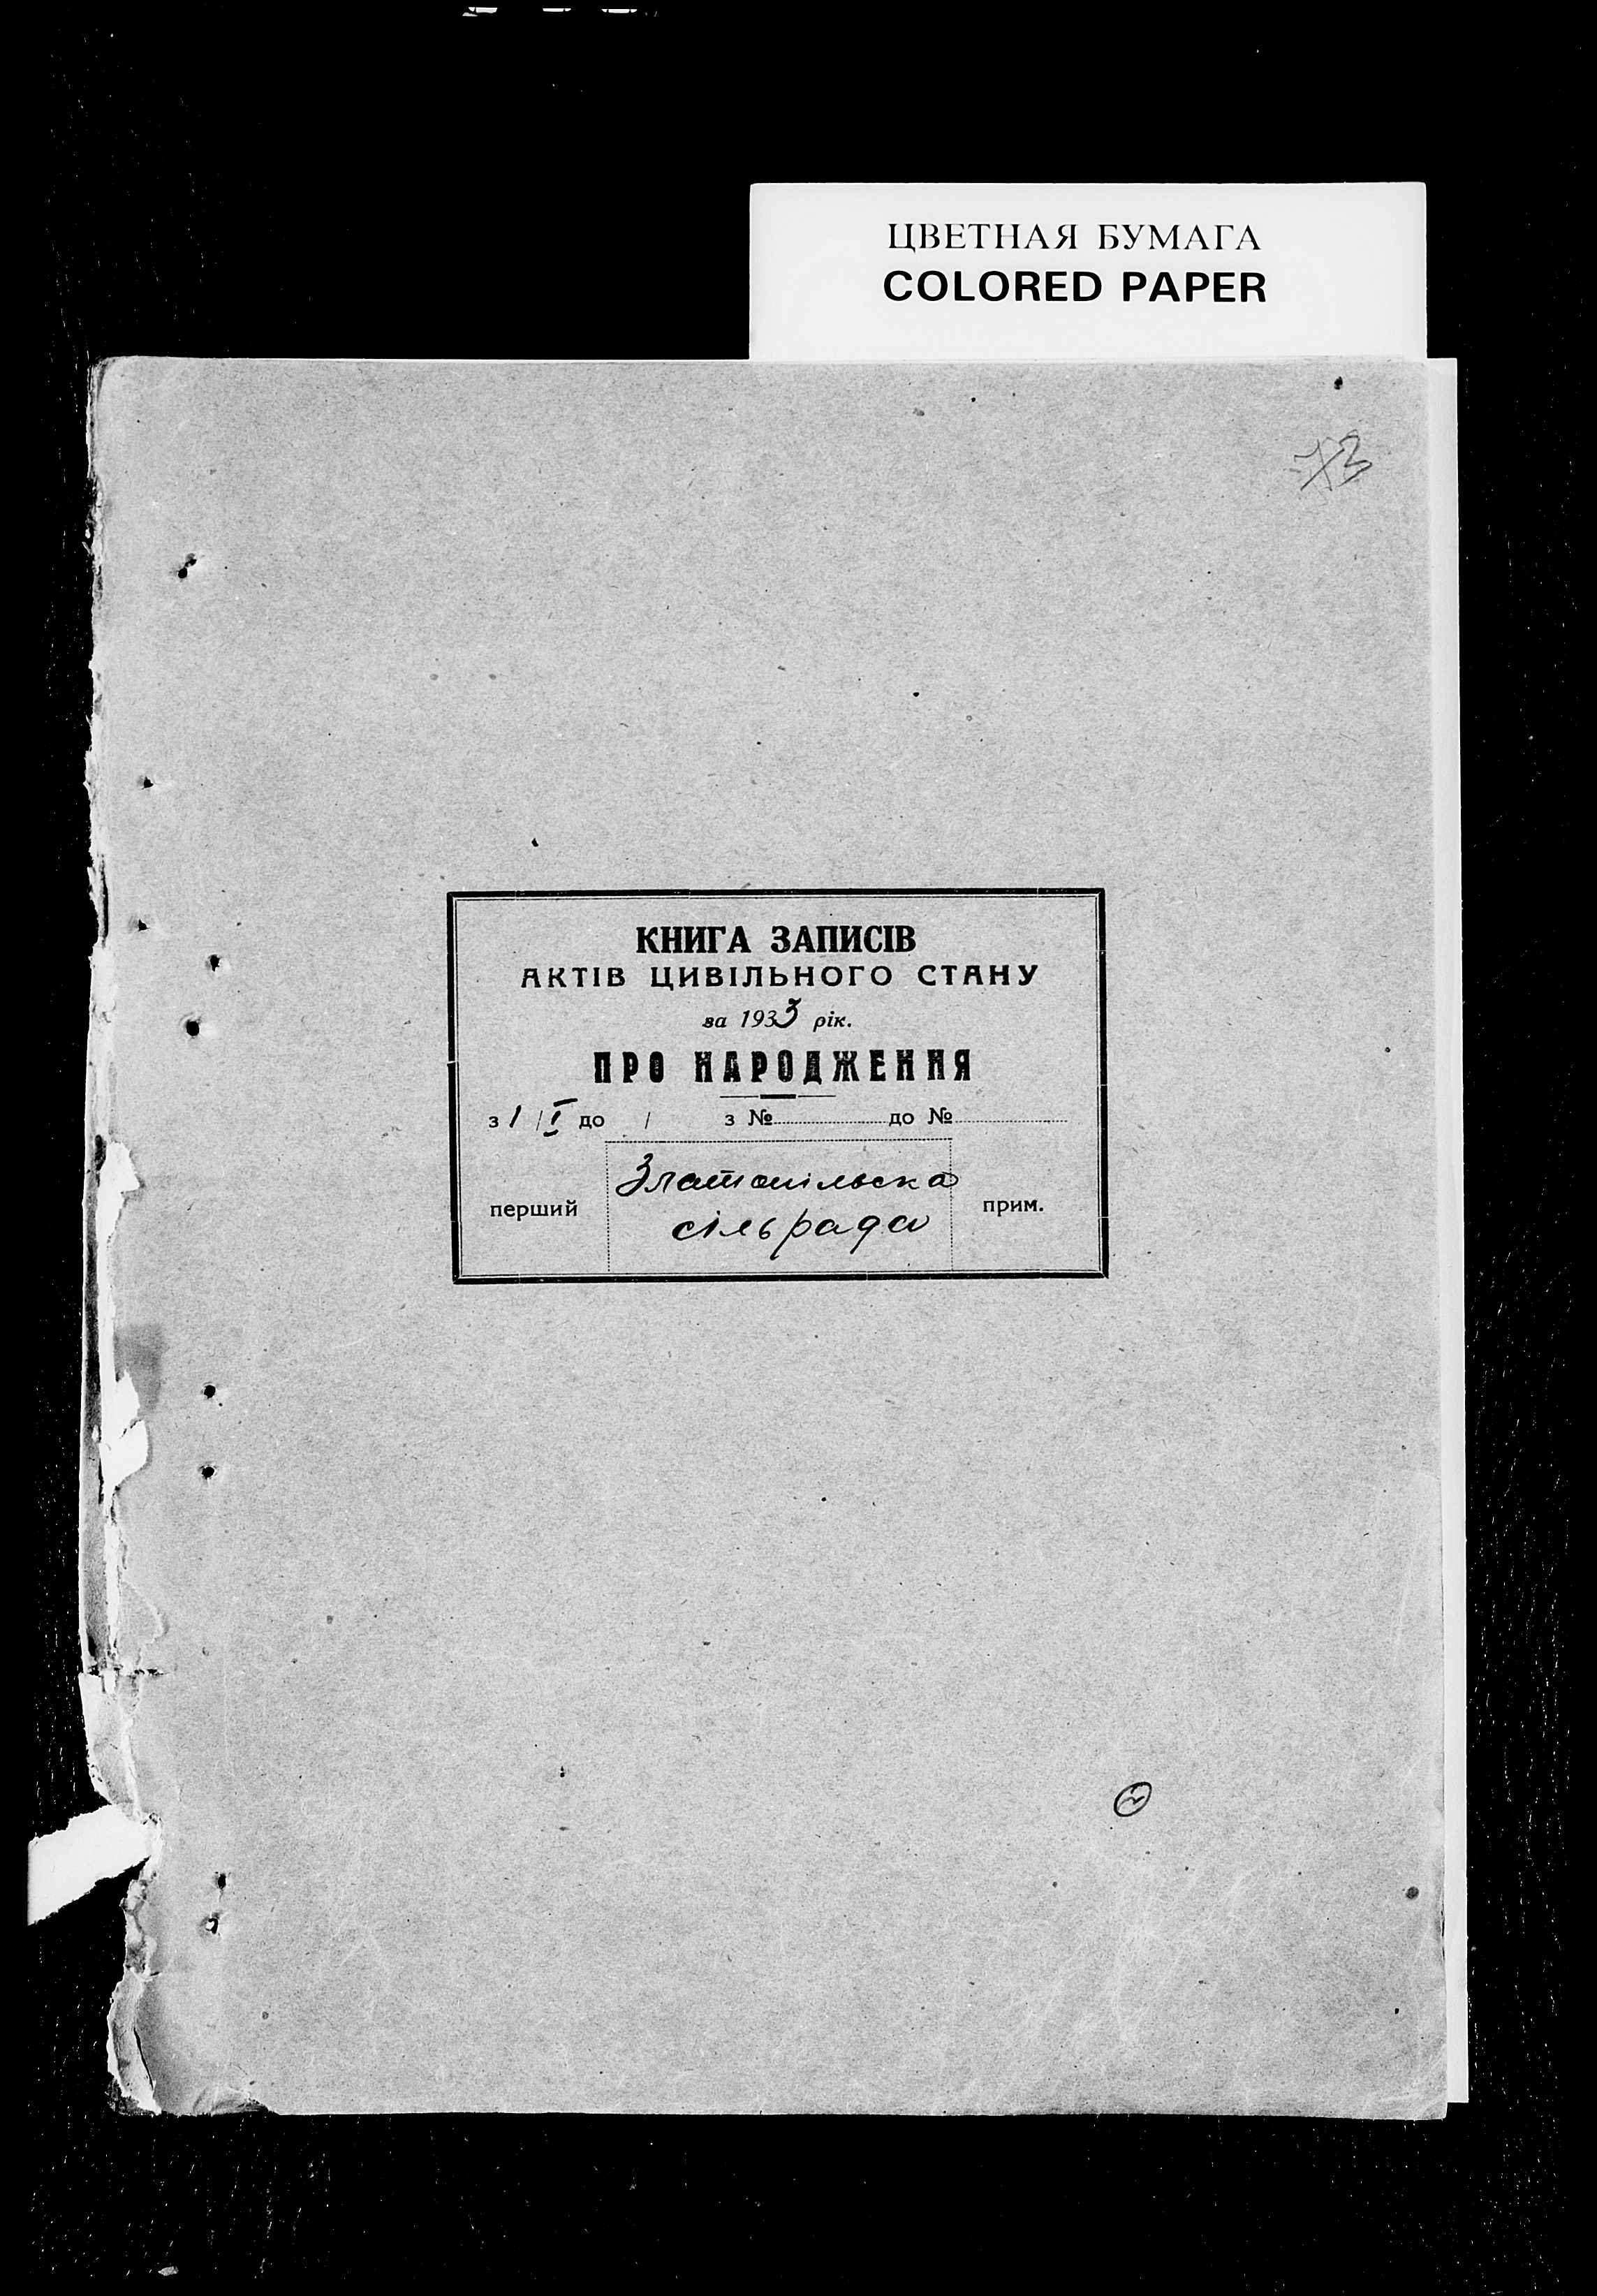 ЦВЕТНАЯ БУМАГА
COLORED PAPER
73
КНИГА ЗАПИСІВ
АКТІВ ЦИВІЛЬНОГО СТАНУ
за 1933 рік.
ПРО НАРОДЖЕННЯ
з 1 / I до / з № до №
Златопільська
перший прим.
сільрада